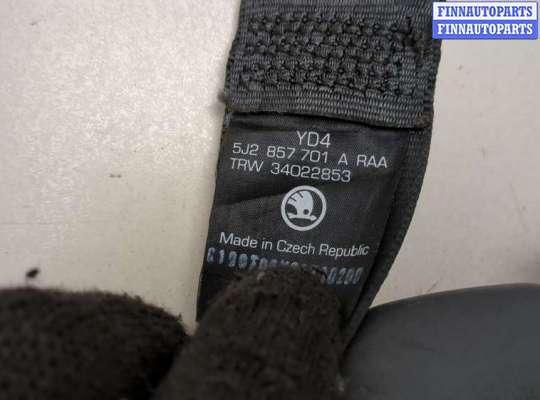 FINNAUTOPARTS
FINNAUTOPARTS
YD4
5J2 857 701 A RAA
TRW 34022853
Made in Czech Republic